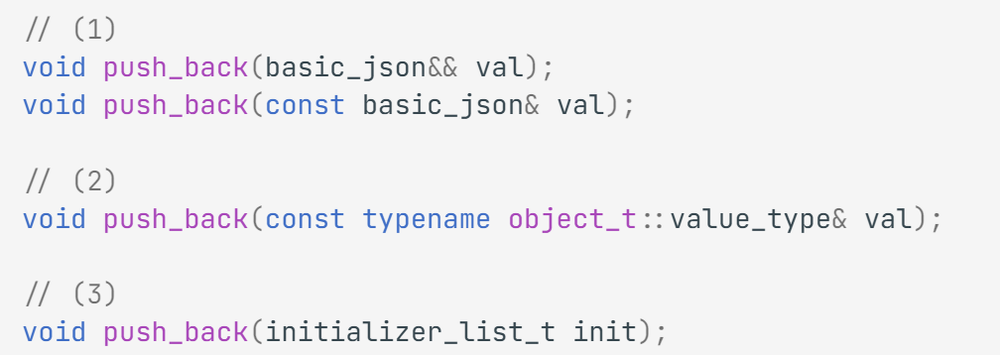 // (1)
void push_back(basic_json&& val);
void push_back(const basic_json& val);
// (2)
void push_back(const typename object_t::value_type& val);
// (3)
void push_back(initializer_list_t init);